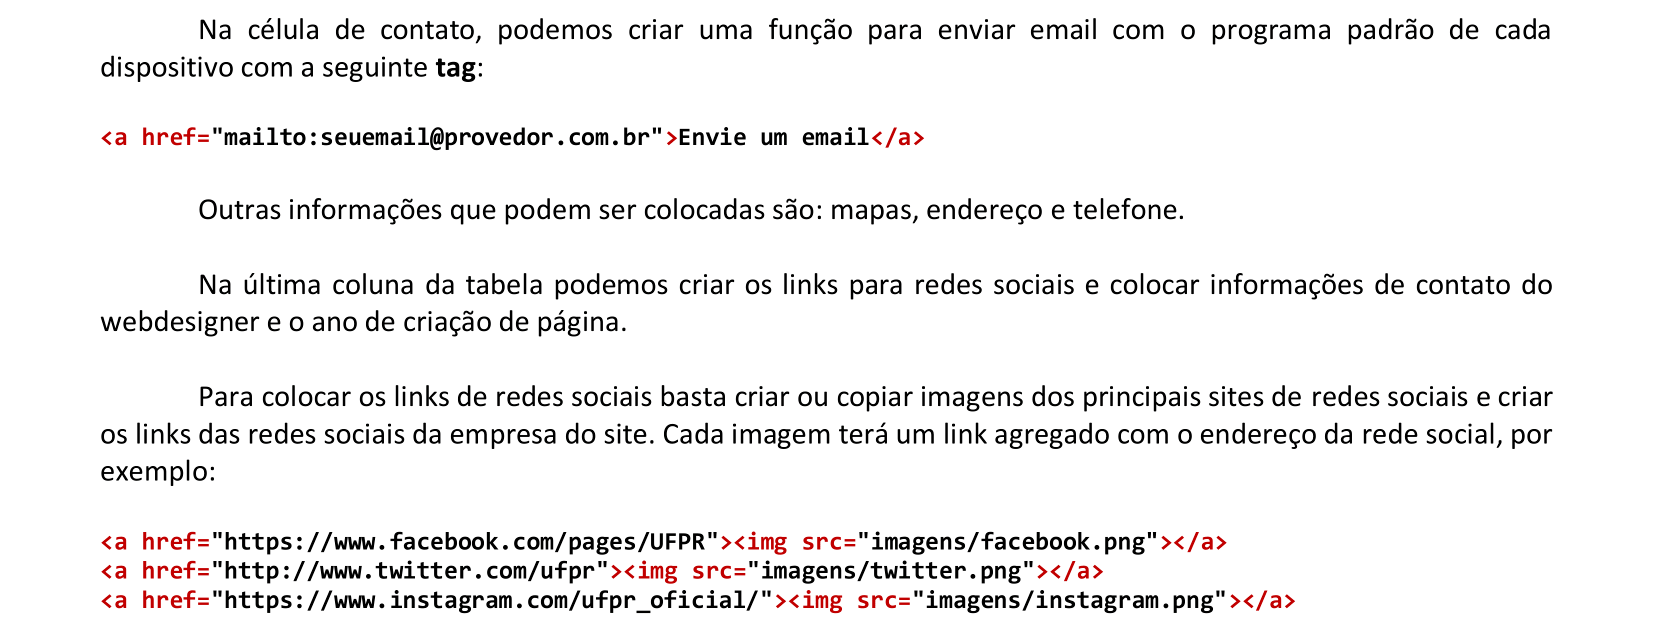 Na célula de contato, podemos criar uma função para enviar email com o programa padrão de cada
dispositivo com a seguinte tag:
<a href="mailto:seuemail@provedor.com.br">Envie um email</a>
Outras informações que podem ser colocadas são: mapas, endereço e telefone.
Na última coluna da tabela podemos criar os links para redes sociais e colocar informações de contato do
webdesigner e o ano de criação de página.
Para colocar os links de redes sociais basta criar ou copiar imagens dos principais sites de redes sociais e criar
os links das redes sociais da empresa do site. Cada imagem terá um link agregado com o endereço da rede social, por
exemplo:
<a href="https://www.facebook.com/pages/UFPR"><img src="imagens/facebook.png"></a>
<a href="http://www.twitter.com/ufpr"><img src="imagens/twitter.png"></a>
<a href="https://www.instagram.com/ufpr_oficial/"><img src="imagens/instagram.png"></a>